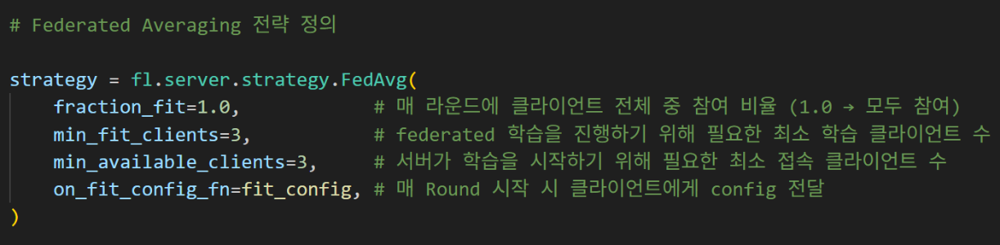 # Federated Averaging 전략 정의
strategy = fl.server.strategy.FedAvg(
    fraction_fit=1.0,            # 매 라운드에 클라이언트 전체 중 참여 비율 (1.0 → 모두 참여)
    min_fit_clients=3,           # federated 학습을 진행하기 위해 필요한 최소 학습 클라이언트 수
    min_available_clients=3,     # 서버가 학습을 시작하기 위해 필요한 최소 접속 클라이언트 수
    on_fit_config_fn=fit_config, # 매 Round 시작 시 클라이언트에게 config 전달
)